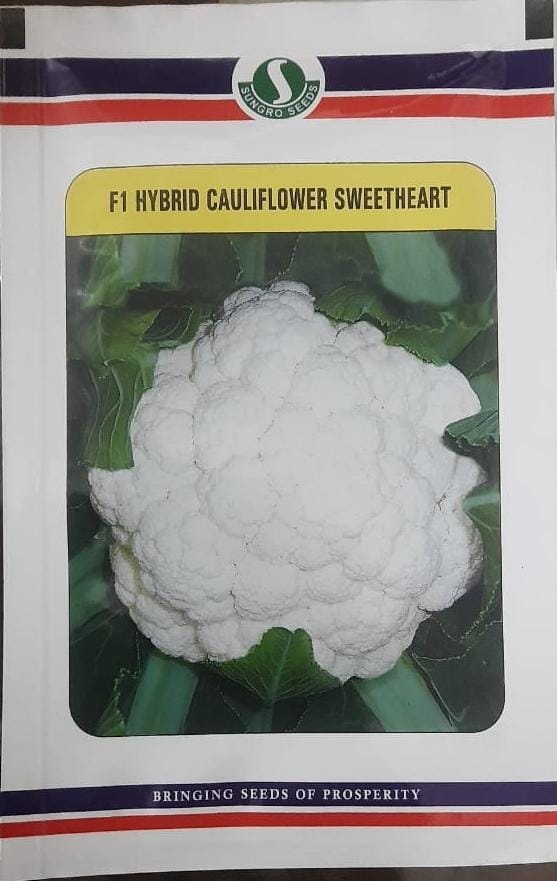 S
SUNGRO SEEDS
F1 HYBRID CAULIFLOWER SWEETHEART
BRINGING SEEDS OF PROSPERITY